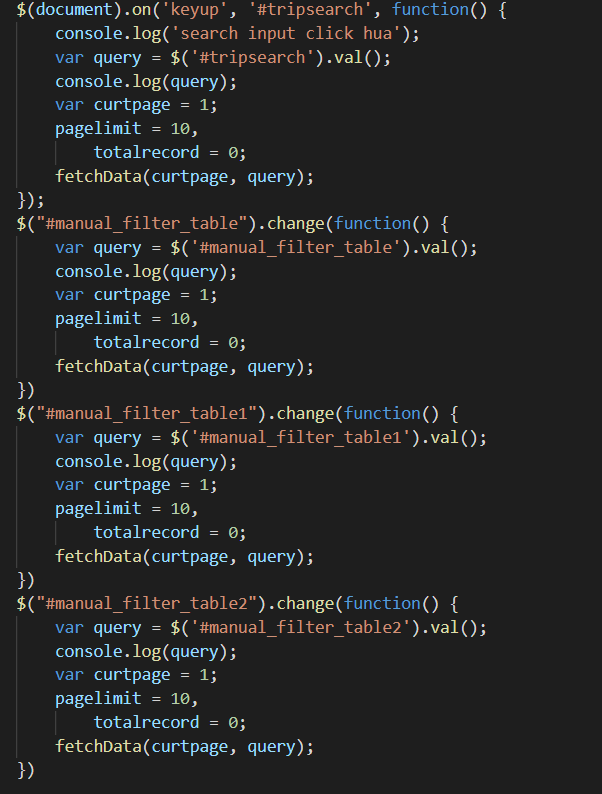 $(document).on('keyup', '#tripsearch', function() {
console.log('search input click hua');
var query = $('#tripsearch').val();
console.log(query);
var curtpage = 1;
pagelimit = 10,
totalrecord = 0;
fetchData(curtpage, query);
});
$("#manual_filter_table").change(function() {
var query = $('#manual_filter_table').val();
console.log(query);
var curtpage = 1;
pagelimit = 10,
totalrecord = 0;
fetchData(curtpage, query);
})
$("#manual_filter_table1").change(function() {
var query = $('#manual_filter_table1').val();
console.log(query);
var curtpage = 1;
pagelimit = 10,
totalrecord = 0;
fetchData(curtpage, query);
})
$("#manual_filter_table2").change(function() {
var query = $('#manual_filter_table2').val();
console.log(query);
var curtpage = 1;
pagelimit = 10,
totalrecord = 0;
fetchData(curtpage, query);
})